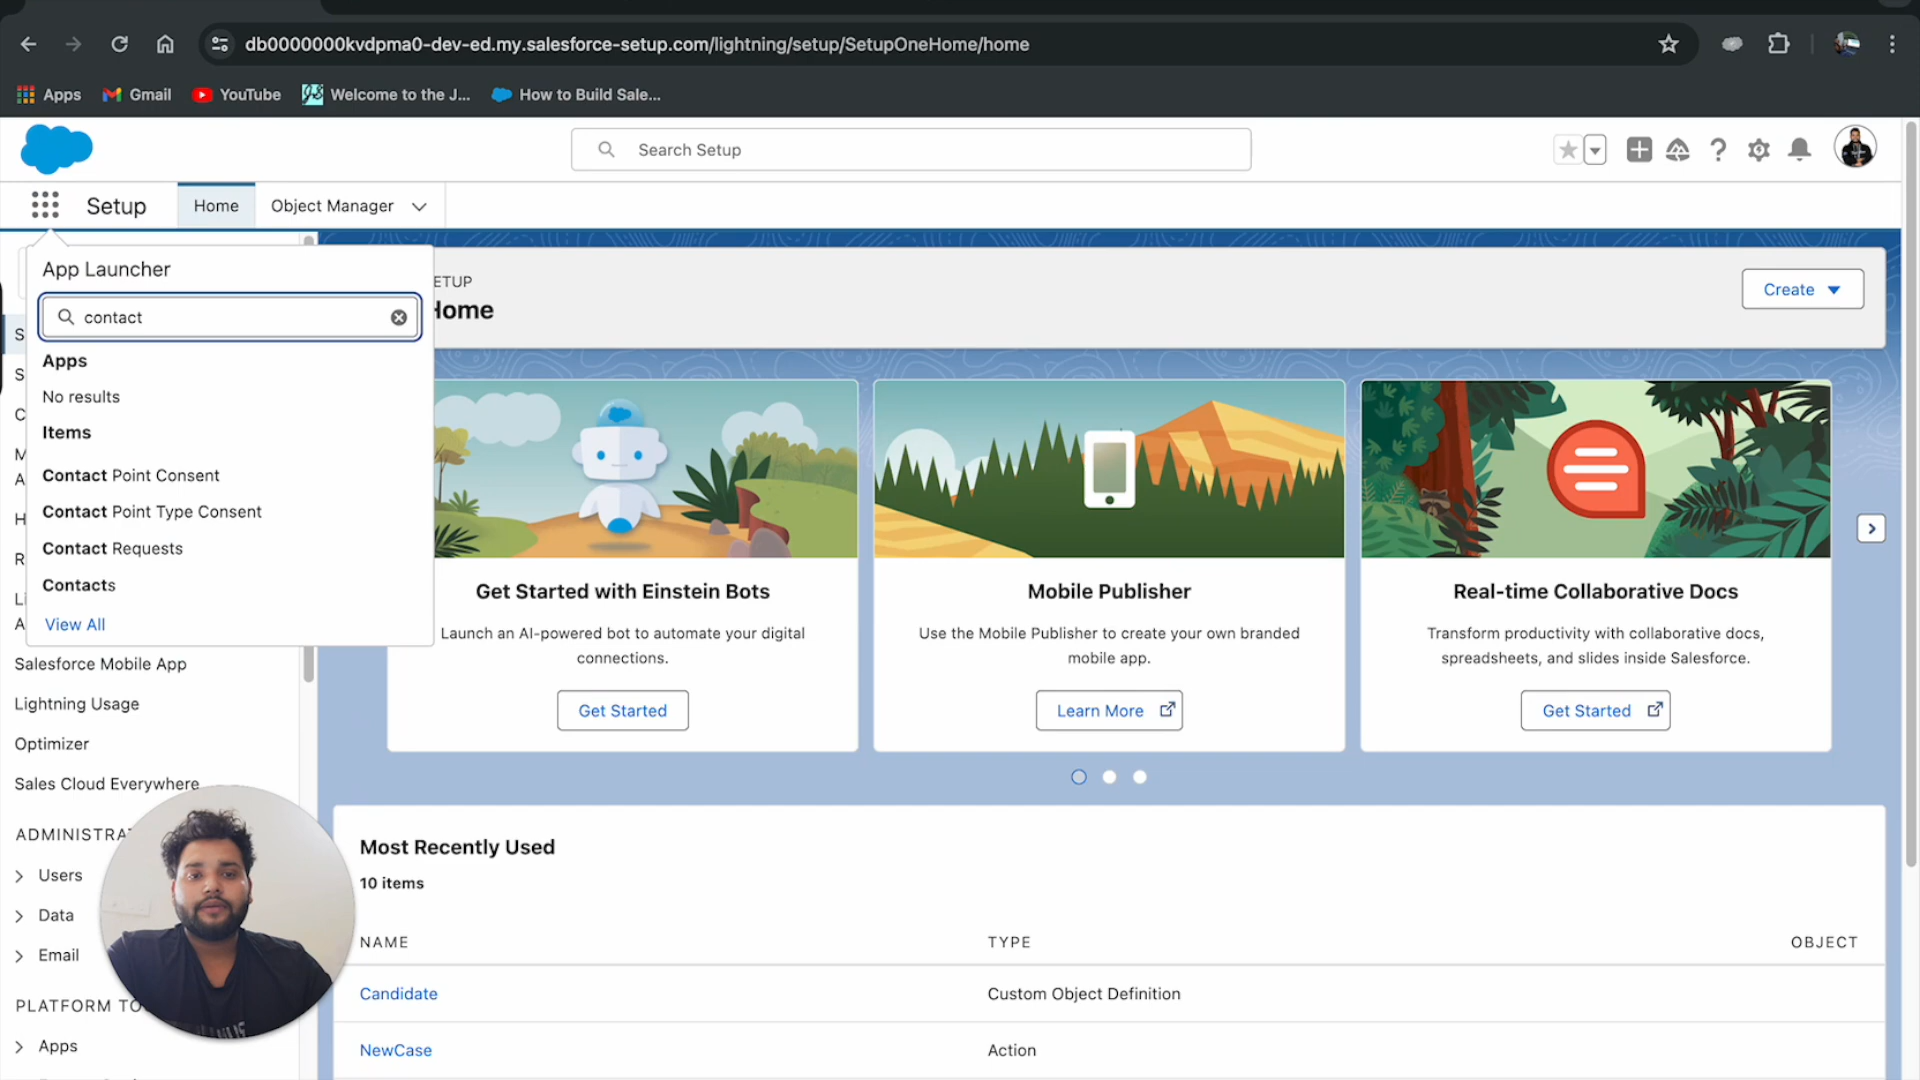 db0000000kvdpma0-dev-ed.my.salesforce-setup.com/lightning/setup/SetupOneHome/home
Apps
Gmail
YouTube
Welcome to the J...
How to Build Sale...
Search Setup
Setup
Home
Object Manager
App Launcher
contact
Apps
No results
Items
Contact Point Consent
Contact Point Type Consent
Contact Requests
Contacts
View All
ETUP
Home
Create
Salesforce Mobile App
Lightning Usage
Optimizer
Sales Cloud Everywhere
ADMINISTRA
Users
Data
Email
PLATFORM TO
Apps
Get Started with Einstein Bots
Launch an AI-powered bot to automate your digital
connections.
Get Started
Mobile Publisher
Use the Mobile Publisher to create your own branded
mobile app.
Learn More
Real-time Collaborative Docs
Transform productivity with collaborative docs,
spreadsheets, and slides inside Salesforce.
Get Started
Most Recently Used
10 items
NAME
TYPE
OBJECT
Candidate
Custom Object Definition
NewCase
Action